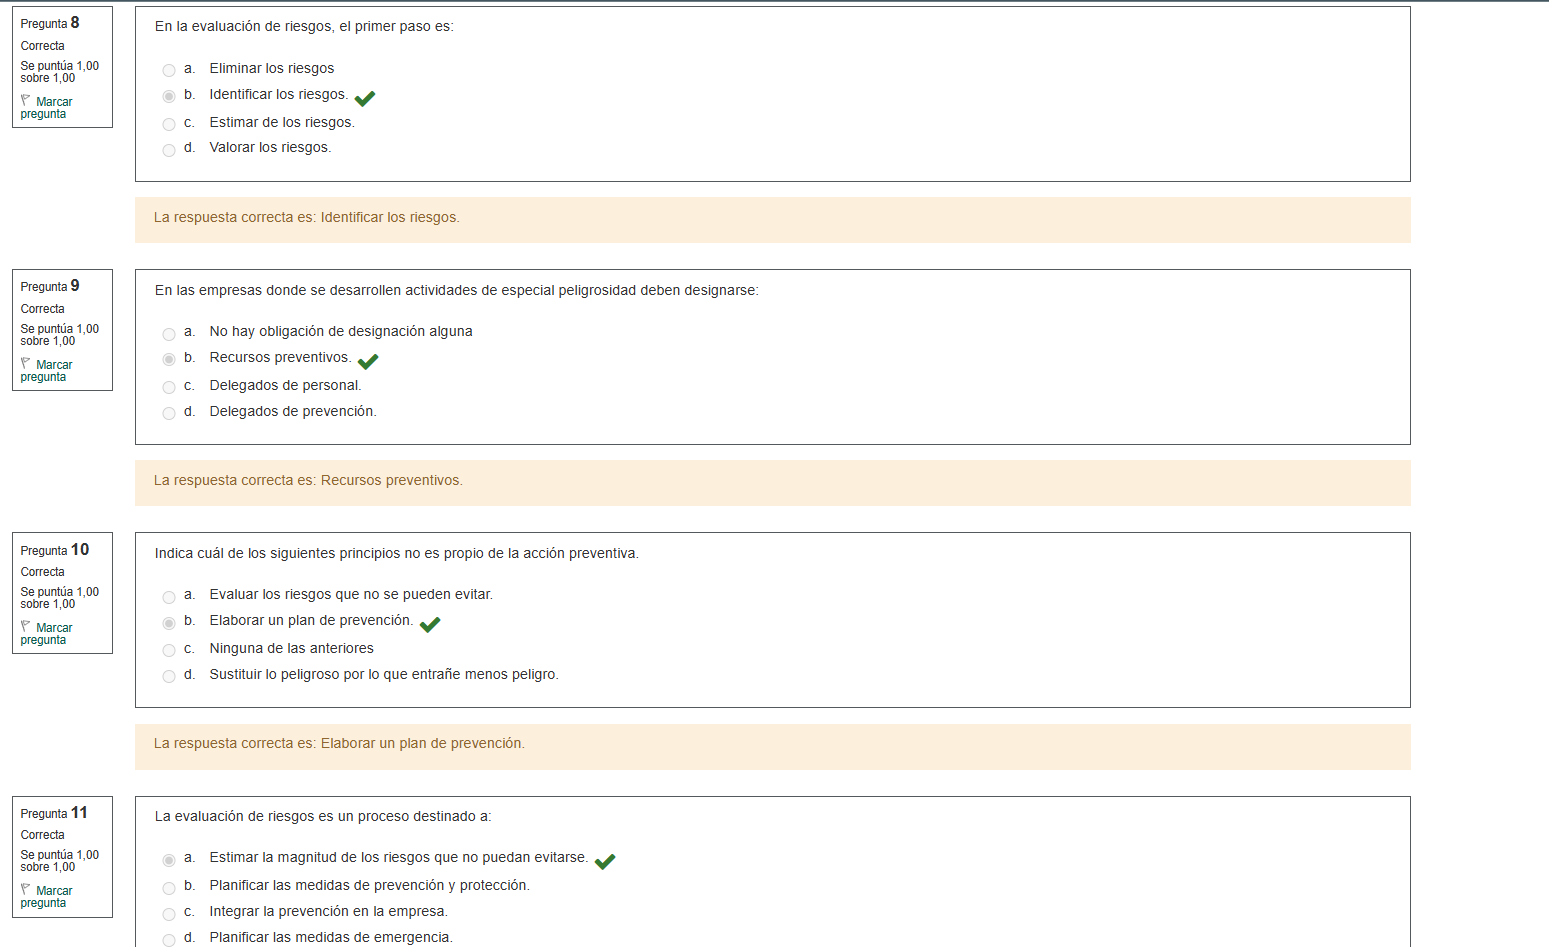 Pregunta 8
Correcta
Se puntúa 1,00
sobre 1,00
Marcar
pregunta
En la evaluación de riesgos, el primer paso es:
a. Eliminar los riesgos
b. Identificar los riesgos.
c. Estimar de los riesgos.
d. Valorar los riesgos.
La respuesta correcta es: Identificar los riesgos.
Pregunta 9
Correcta
Se puntúa 1,00
sobre 1,00
Marcar
pregunta
En las empresas donde se desarrollen actividades de especial peligrosidad deben designarse:
a. No hay obligación de designación alguna
b. Recursos preventivos.
c. Delegados de personal.
d. Delegados de prevención.
La respuesta correcta es: Recursos preventivos.
Pregunta 10
Correcta
Se puntúa 1,00
sobre 1,00
Marcar
pregunta
Indica cuál de los siguientes principios no es propio de la acción preventiva.
a. Evaluar los riesgos que no se pueden evitar.
b. Elaborar un plan de prevención.
c. Ninguna de las anteriores
d. Sustituir lo peligroso por lo que entrañe menos peligro.
La respuesta correcta es: Elaborar un plan de prevención.
Pregunta 11
Correcta
Se puntúa 1,00
sobre 1,00
Marcar
pregunta
La evaluación de riesgos es un proceso destinado a:
a. Estimar la magnitud de los riesgos que no puedan evitarse.
b. Planificar las medidas de prevención y protección.
c. Integrar la prevención en la empresa.
d. Planificar las medidas de emergencia.